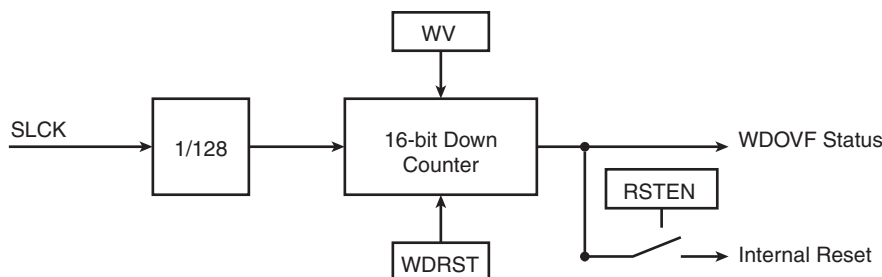 WV
SLCK
1/128
16-bit Down
Counter
WDOVF Status
RSTEN
WDRST
Internal Reset